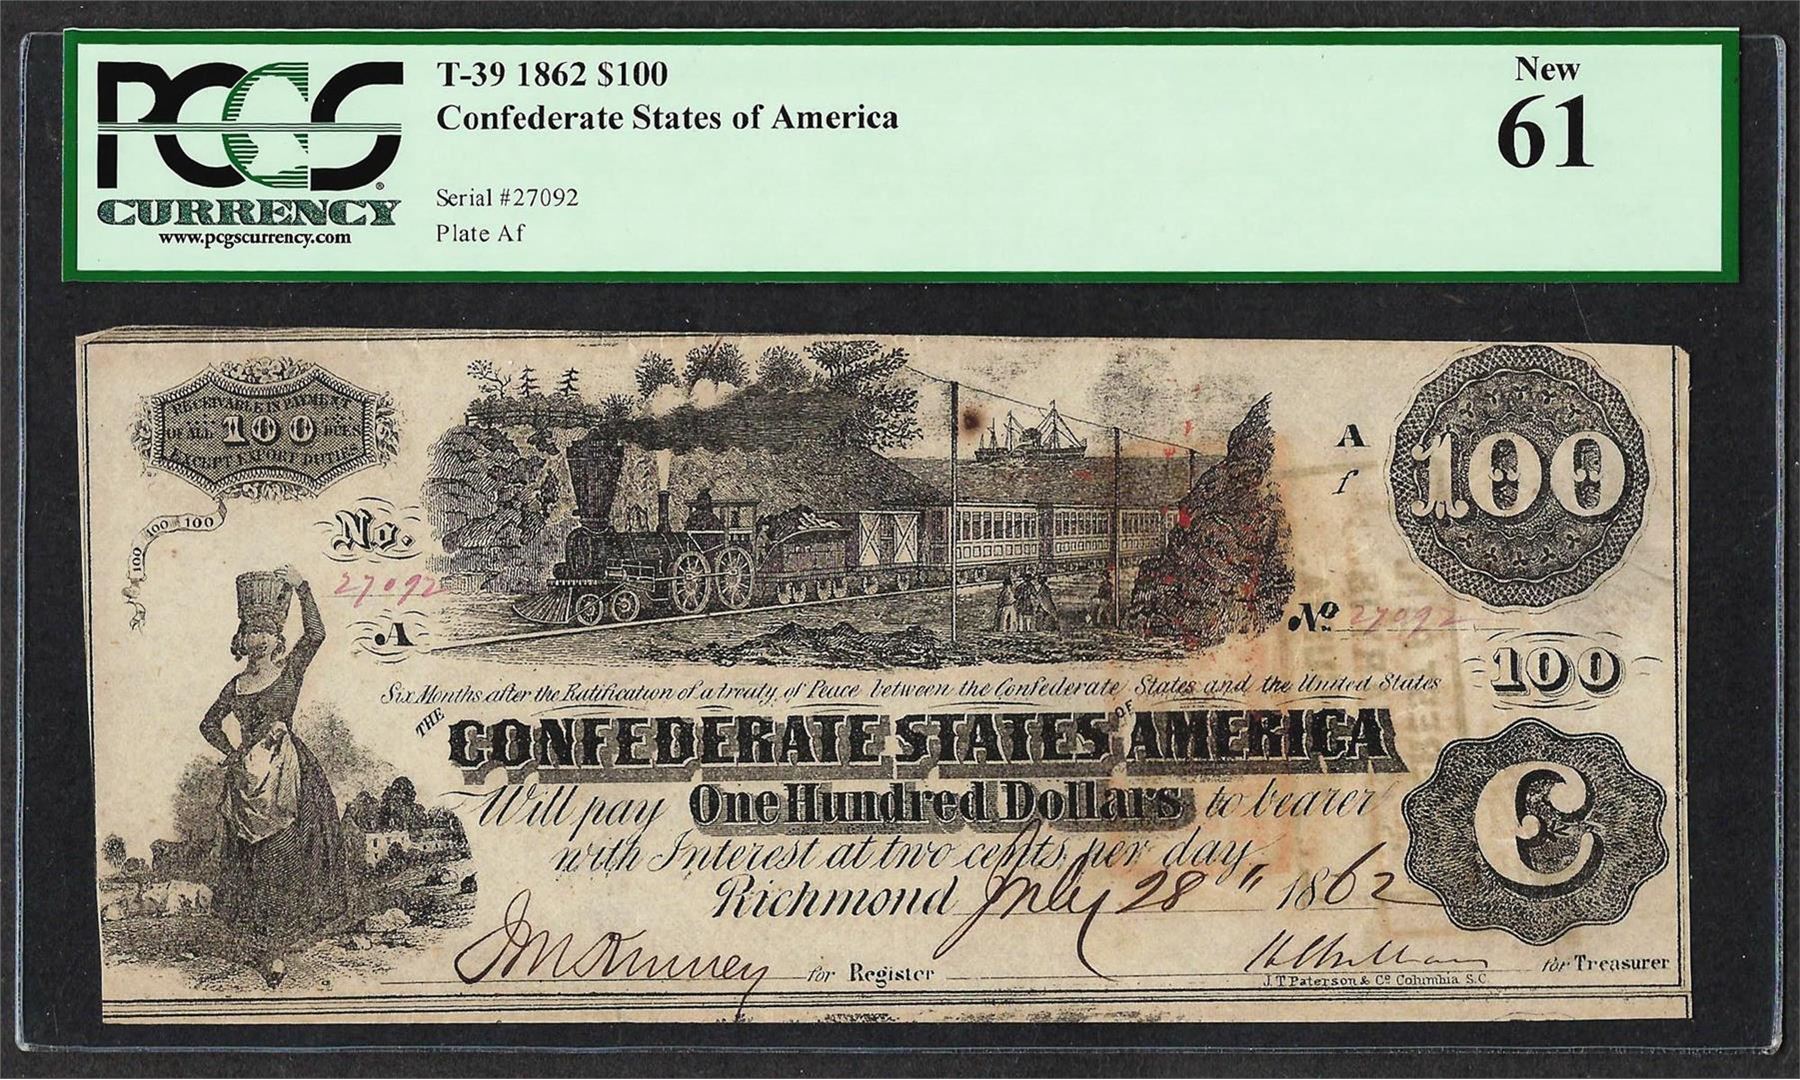 PCGS
CURRENCY
www.pcgscurrency.com
T-39 1862 $100
Confederate States of America
Serial #27092
Plate Af
New
61
RECEIVABLE IN PAYMENT
OF ALL 100 DUES
EXCEPT EXPORT DUTIES
100 100 100 100
No.
27092
A
A
f
100
No 27092
100
Six Months after the Ratification of a treaty of Peace between the Confederate States and the United States
THE CONFEDERATE STATES OF AMERICA
Will pay One Hundred Dollars to bearer
with Interest at two cents per day
Richmond July 28 " 1862
C
for Register
for Treasurer
J. T. Paterson & Co. Columbia S.C.